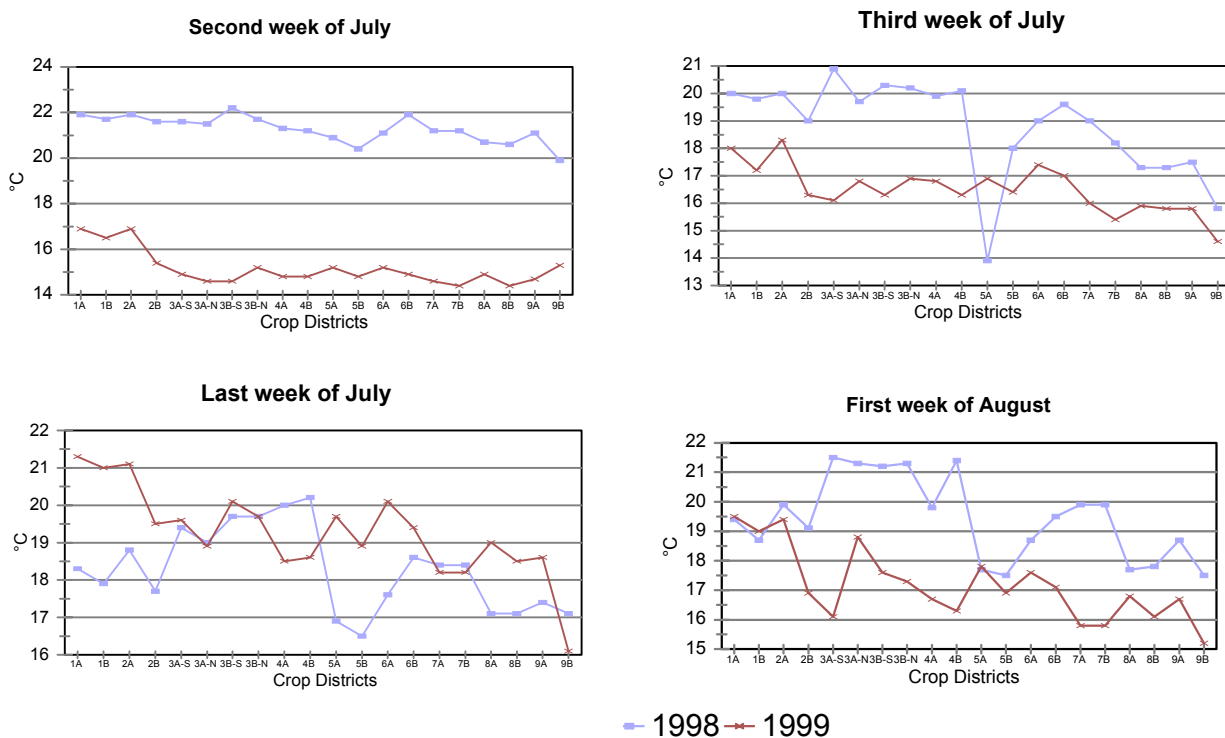 Second week of July
24
22
20
18
16
14
°C
1A 1B 2A 2B 3A-S 3A-N 3B-S 3B-N 4A 4B 5A 5B 6A 6B 7A 7B 8A 8B 9A 9B
Crop Districts
Third week of July
21
20
19
18
17
16
15
14
13
°C
1A 1B 2A 2B 3A-S 3A-N 3B-S 3B-N 4A 4B 5A 5B 6A 6B 7A 7B 8A 8B 9A 9B
Crop Districts
Last week of July
22
21
20
19
18
17
16
°C
1A 1B 2A 2B 3A-S 3A-N 3B-S 3B-N 4A 4B 5A 5B 6A 6B 7A 7B 8A 8B 9A 9B
Crop Districts
First week of August
22
21
20
19
18
17
16
15
°C
1A 1B 2A 2B 3A-S 3A-N 3B-S 3B-N 4A 4B 5A 5B 6A 6B 7A 7B 8A 8B 9A 9B
Crop Districts
1998 1999